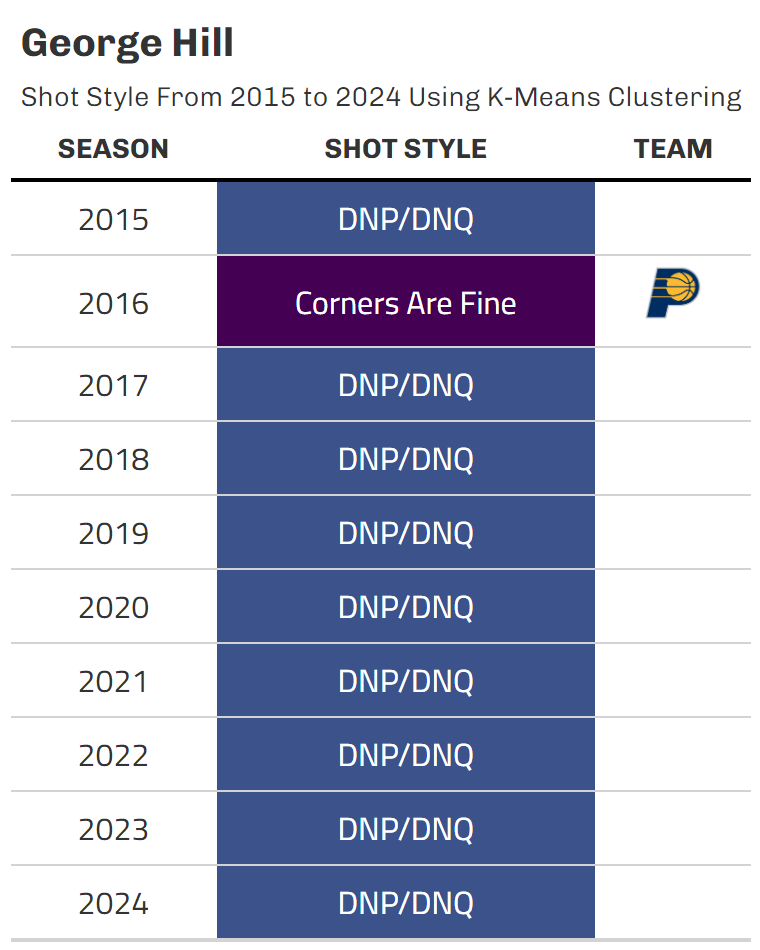 George Hill
Shot Style From 2015 to 2024 Using K-Means Clustering
SEASON SHOT STYLE TEAM
2015 DNP/DNQ
2016 Corners Are Fine
2017 DNP/DNQ
2018 DNP/DNQ
2019 DNP/DNQ
2020 DNP/DNQ
2021 DNP/DNQ
2022 DNP/DNQ
2023 DNP/DNQ
2024 DNP/DNQ